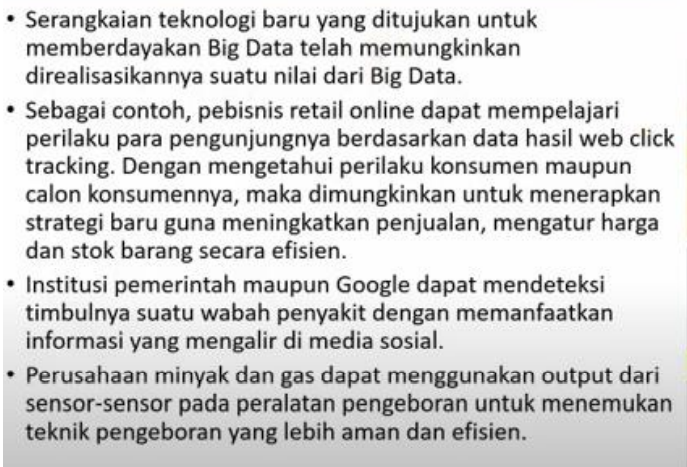 • Serangkaian teknologi baru yang ditujukan untuk
memberdayakan Big Data telah memungkinkan
direalisasikannya suatu nilai dari Big Data.
• Sebagai contoh, pebisnis retail online dapat mempelajari
perilaku para pengunjungnya berdasarkan data hasil web click
tracking. Dengan mengetahui perilaku konsumen maupun
calon konsumennya, maka dimungkinkan untuk menerapkan
strategi baru guna meningkatkan penjualan, mengatur harga
dan stok barang secara efisien.
• Institusi pemerintah maupun Google dapat mendeteksi
timbulnya suatu wabah penyakit dengan memanfaatkan
informasi yang mengalir di media sosial.
• Perusahaan minyak dan gas dapat menggunakan output dari
sensor-sensor pada peralatan pengeboran untuk menemukan
teknik pengeboran yang lebih aman dan efisien.